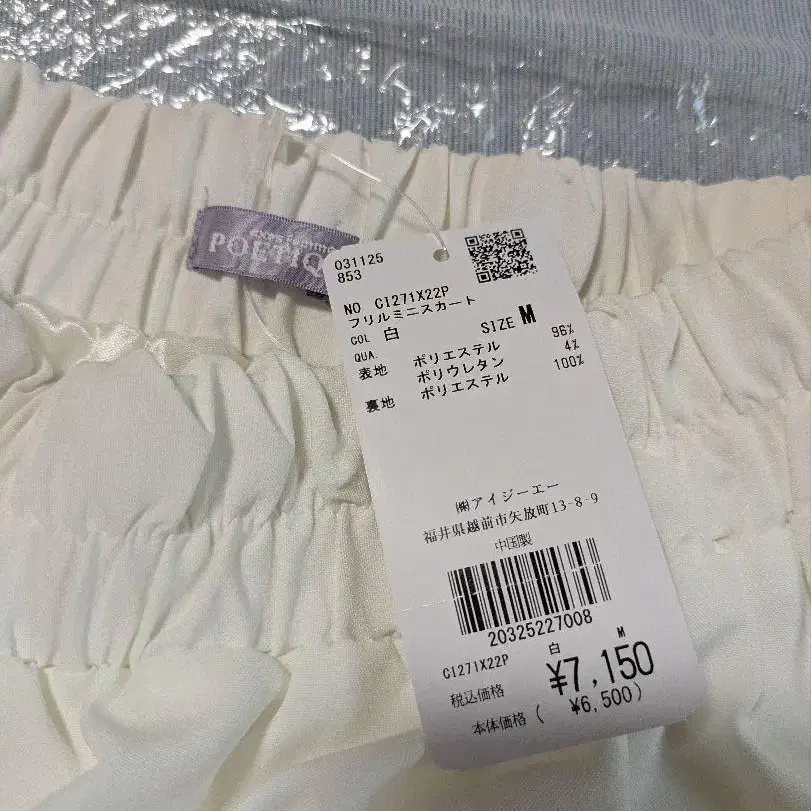 POETIQ
031125
853
NO CI271X22P
フリルミニスカート
COL 白 SIZE M
QUA.
表地 ポリエステル 96%
ポリウレタン 4%
裏地 ポリエステル 100%
㈱アイジーエー
福井県越前市矢放町13-8-9
中国製
20325227008
白 M
CI271X22P
税込価格 ¥7,150
本体価格 ( ¥6,500)